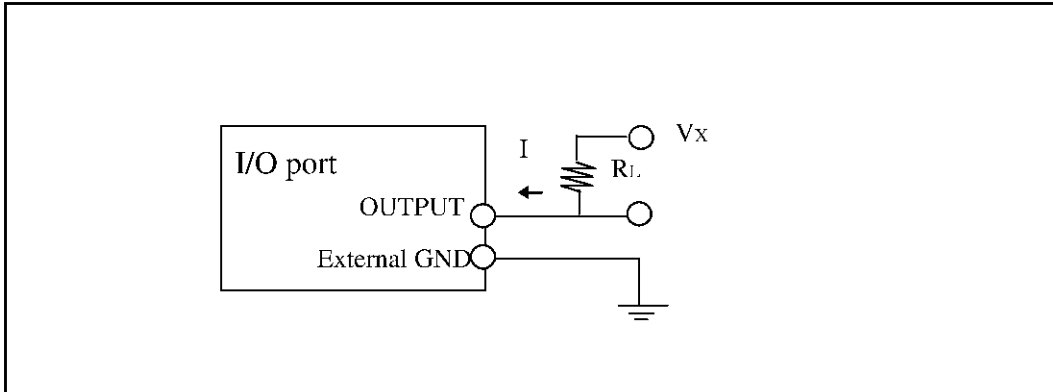 I/O port
I
Vx
RL
OUTPUT
External GND